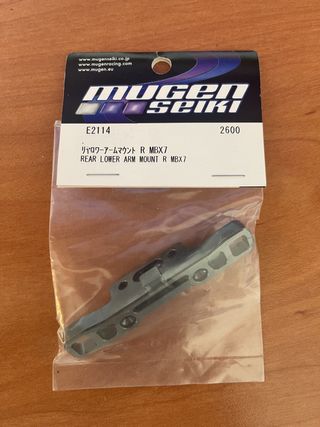 www.mugenseiki.co.jp
www.mugenracing.com
www.mugen.eu
mugen
seiki
E2114 2600
リヤロワーアームマウント R MBX7
REAR LOWER ARM MOUNT R MBX7